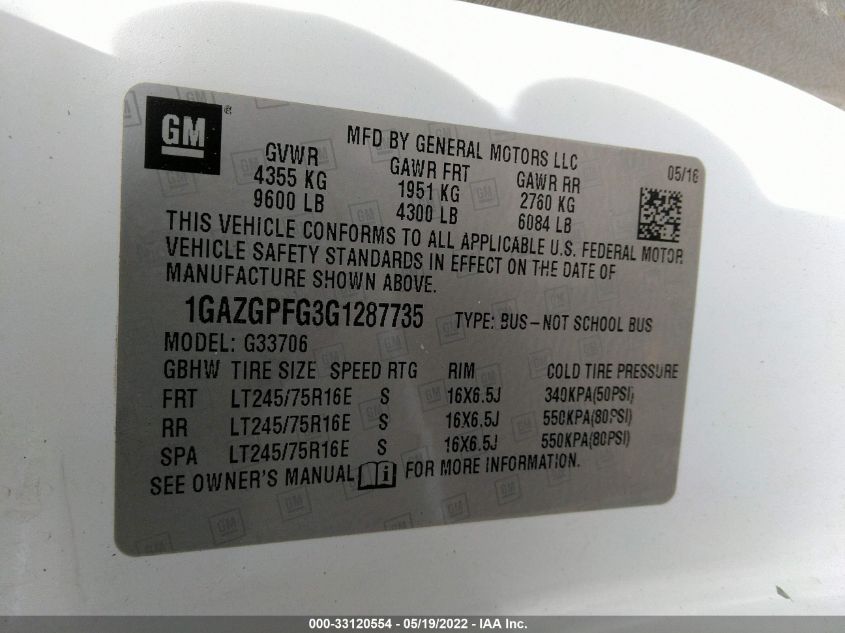 GM ®
MFD BY GENERAL MOTORS LLC
05/16
GVWR GAWR FRT GAWR RR
4355 KG 1951 KG 2760 KG
9600 LB 4300 LB 6084 LB
THIS VEHICLE CONFORMS TO ALL APPLICABLE U.S. FEDERAL MOTOR
VEHICLE SAFETY STANDARDS IN EFFECT ON THE DATE OF
MANUFACTURE SHOWN ABOVE.
1GAZGPFG3G1287735 TYPE: BUS-NOT SCHOOL BUS
MODEL: G33706
GBHW TIRE SIZE SPEED RTG RIM COLD TIRE PRESSURE
FRT LT245/75R16E S 16X6.5J 340KPA(50PSI)
RR LT245/75R16E S 16X6.5J 550KPA(80PSI)
SPA LT245/75R16E S 16X6.5J 550KPA(80PSI)
SEE OWNER'S MANUAL i FOR MORE INFORMATION.
000-33120554 - 05/19/2022 - IAA Inc.